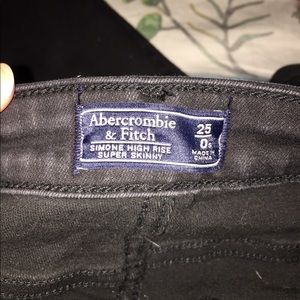 Abercrombie
& Fitch
SIMONE HIGH RISE
SUPER SKINNY
25
0S
MADE IN
CHINA